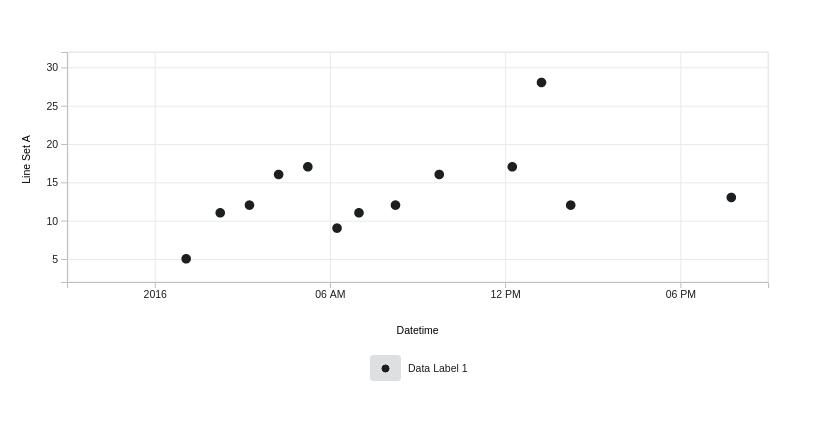 Line Set A
30
25
20
15
10
5
2016
06 AM
12 PM
06 PM
Datetime
Data Label 1